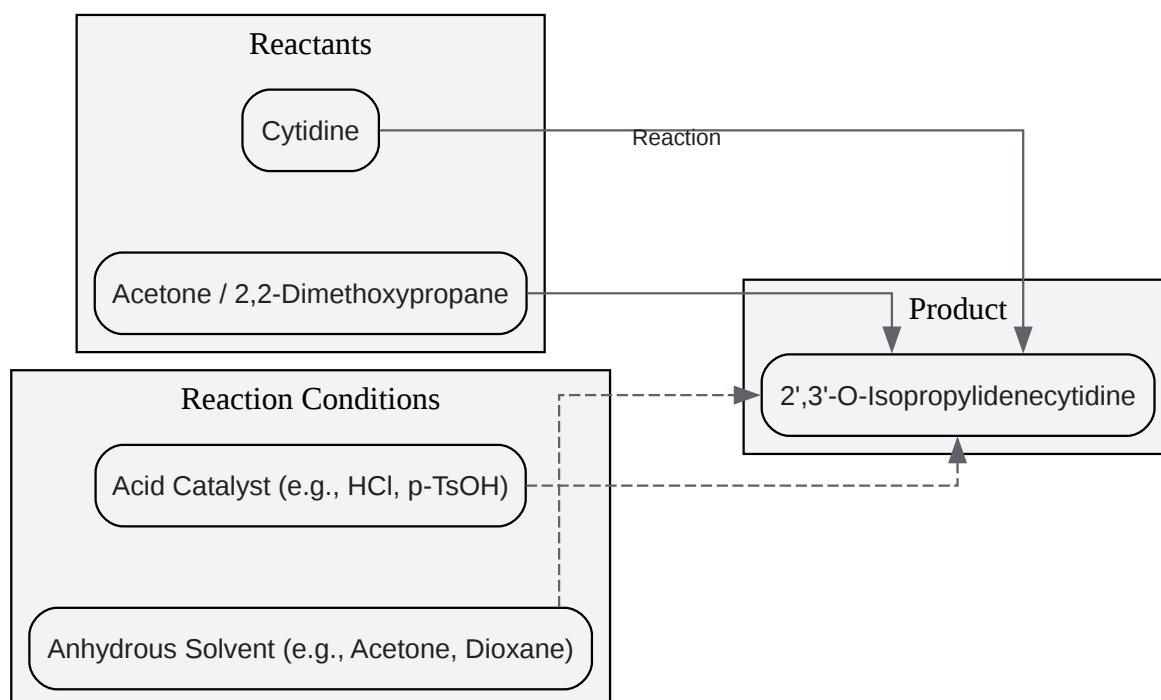 Reactants
Cytidine
Reaction
Acetone / 2,2-Dimethoxypropane
Product
2',3'-O-Isopropylidenecytidine
Reaction Conditions
Acid Catalyst (e.g., HCl, p-TsOH)
Anhydrous Solvent (e.g., Acetone, Dioxane)